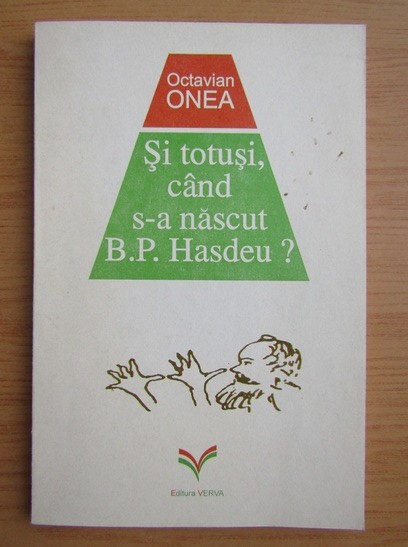 Octavian
ONEA
Şi totuşi,
când
s-a născut
B.P. Hasdeu ?
Editura VERVA